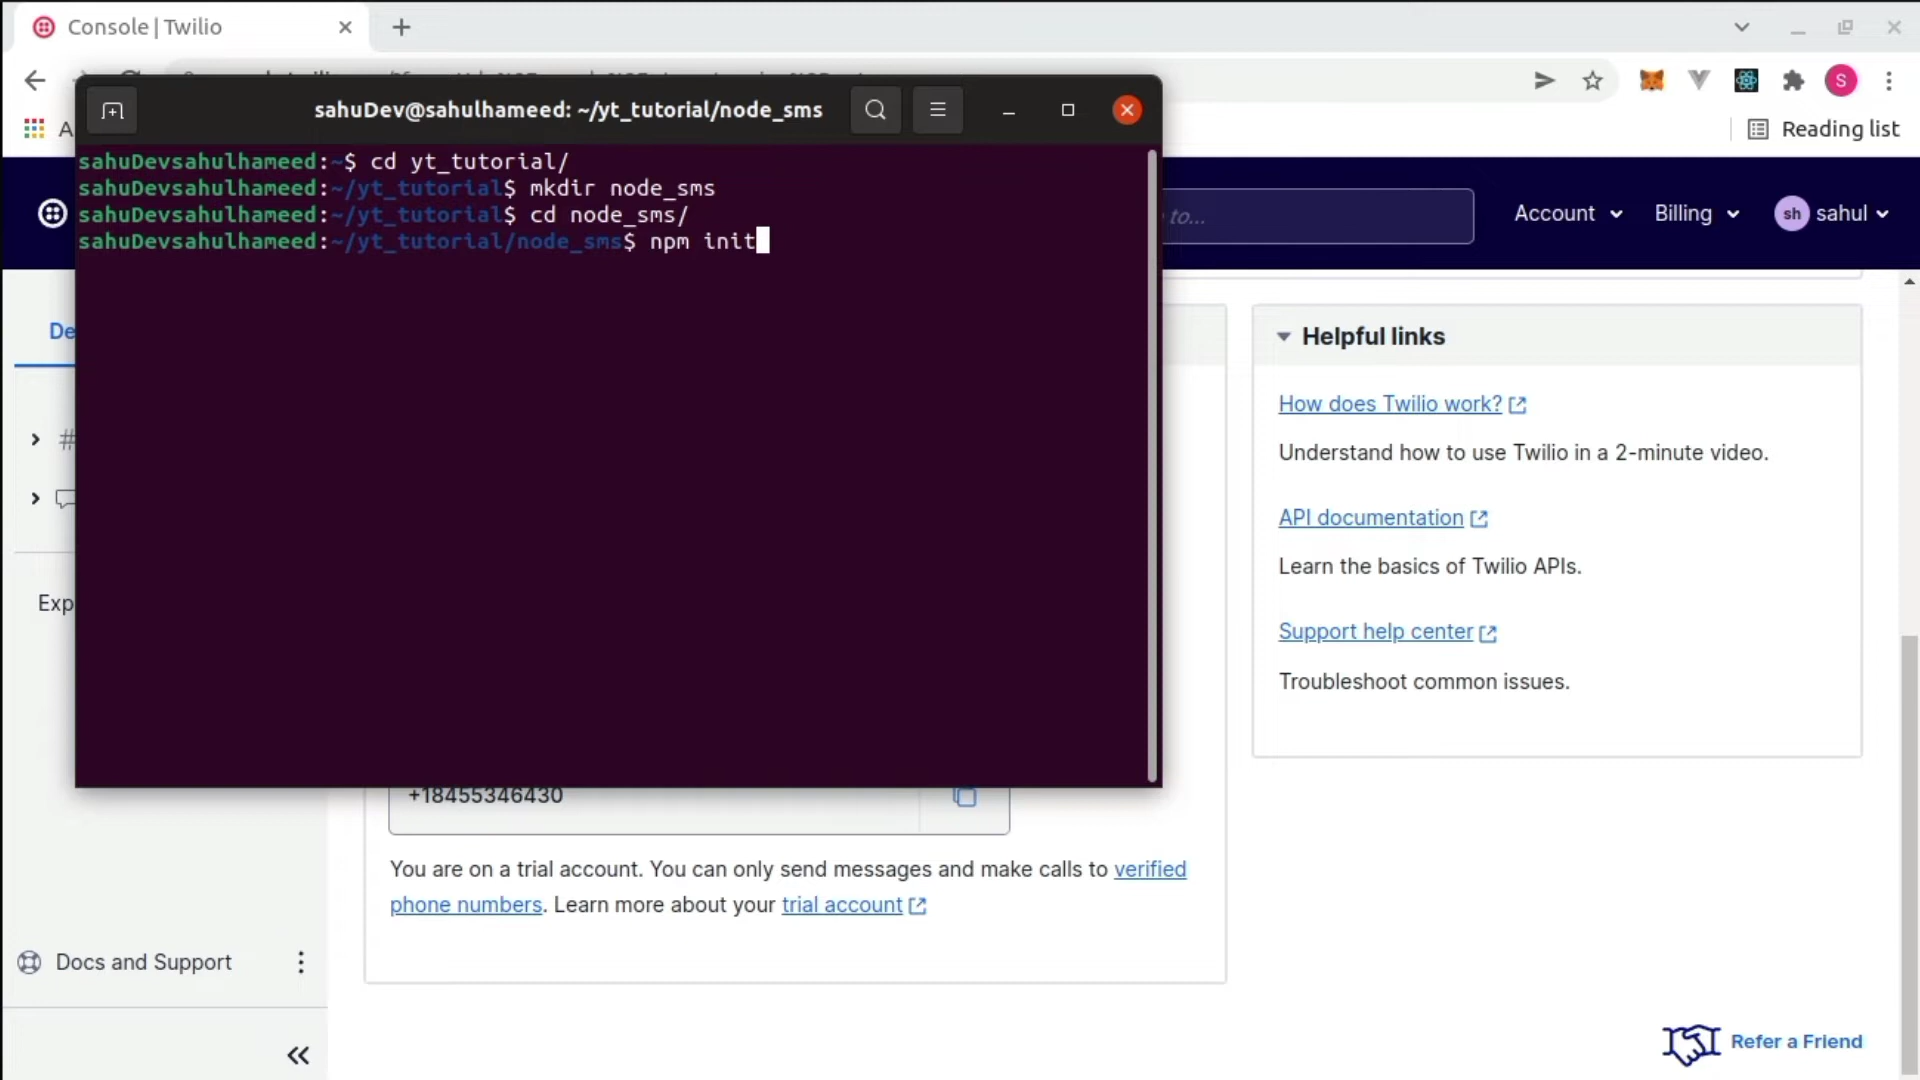 Console | Twilio
sahuDev@sahulhameed: ~/yt_tutorial/node_sms
S
Reading list
sahuDevsahulhameed:~$ cd yt_tutorial/
sahuDevsahulhameed:~/yt_tutorial$ mkdir node_sms
sahuDevsahulhameed:~/yt_tutorial$ cd node_sms/
sahuDevsahulhameed:~/yt_tutorial/node_sms$ npm init
to...
Account
Billing
sh sahul
De
#
Exp
Helpful links
How does Twilio work?
Understand how to use Twilio in a 2-minute video.
API documentation
Learn the basics of Twilio APIs.
Support help center
Troubleshoot common issues.
+18455346430
You are on a trial account. You can only send messages and make calls to verified
phone numbers. Learn more about your trial account
Docs and Support
Refer a Friend